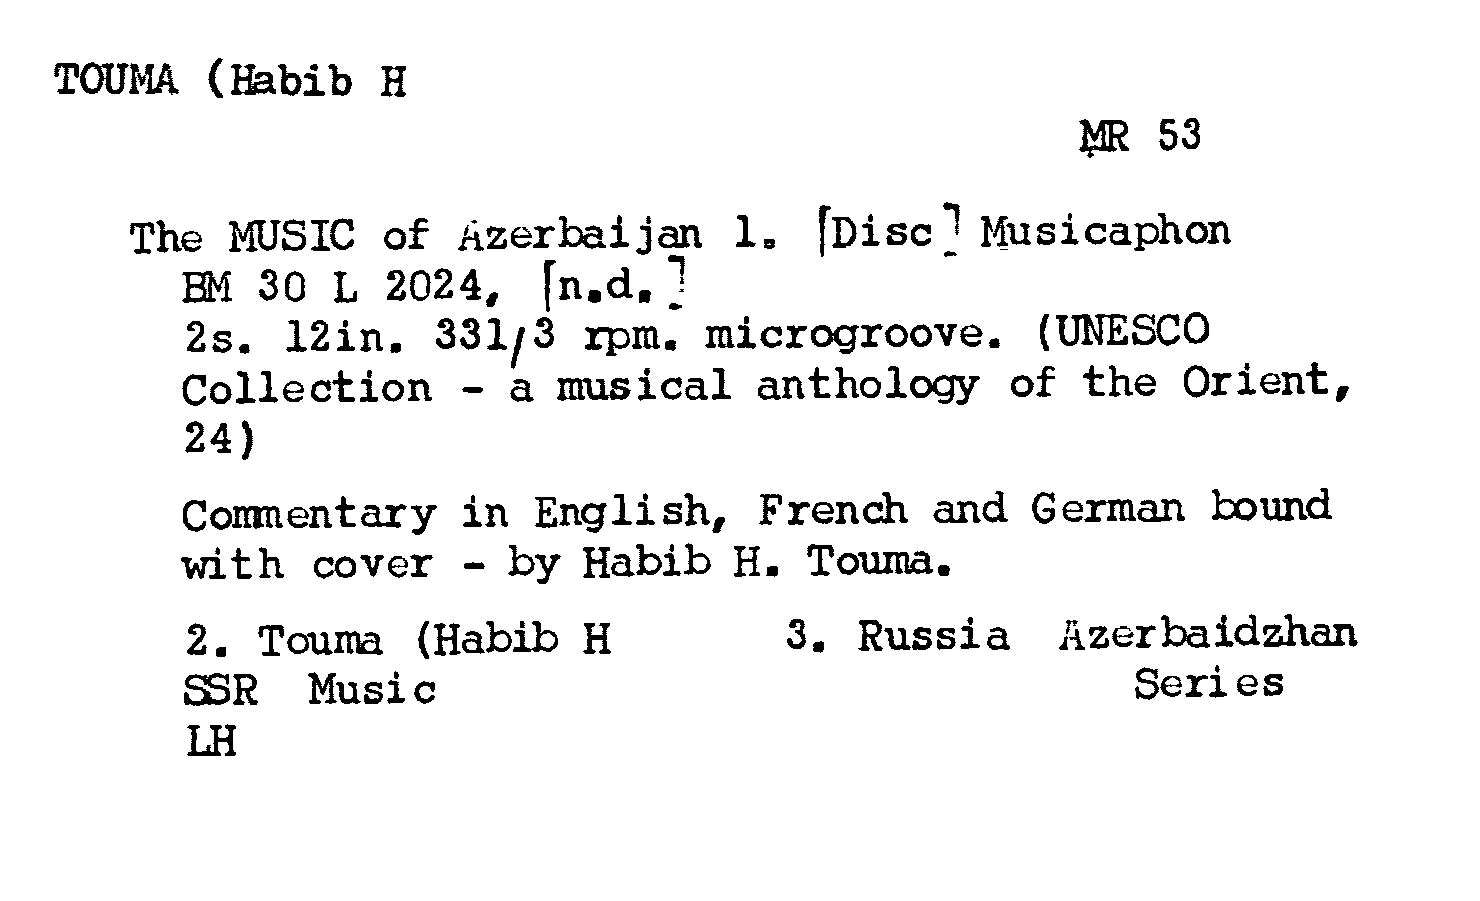 TOUMA (Habib H
MR 53
The MUSIC of Azerbaijan 1. [Disc] Musicaphon
BM 30 L 2024, [n.d.]
2s. 12in. 331/3 rpm. microgroove. (UNESCO
Collection - a musical anthology of the Orient,
24)
Commentary in English, French and German bound
with cover - by Habib H. Touma.
2. Touma (Habib H 3. Russia Azerbaidzhan
SSR Music Series
LH